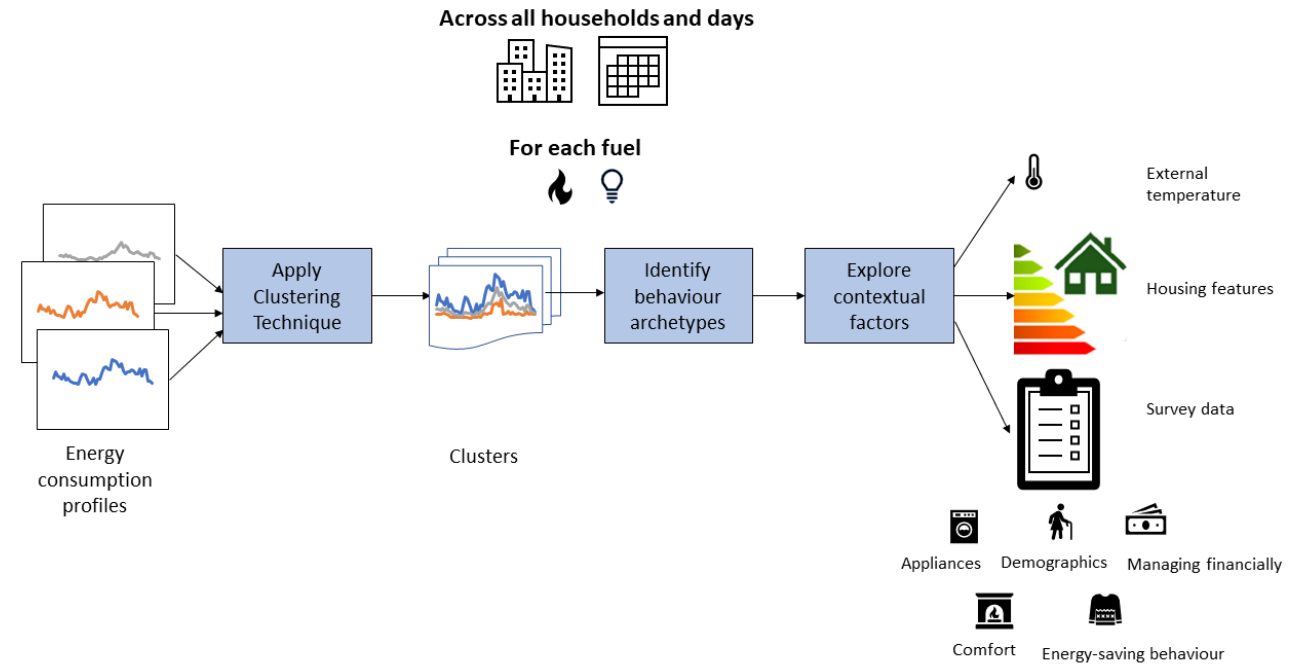 Across all households and days
For each fuel
External
temperature
Apply
Clustering
Technique
Identify
behaviour
archetypes
Explore
contextual
factors
Housing features
Survey data
Energy
consumption
profiles
Clusters
Appliances
Demographics
Managing financially
Comfort
Energy-saving behaviour